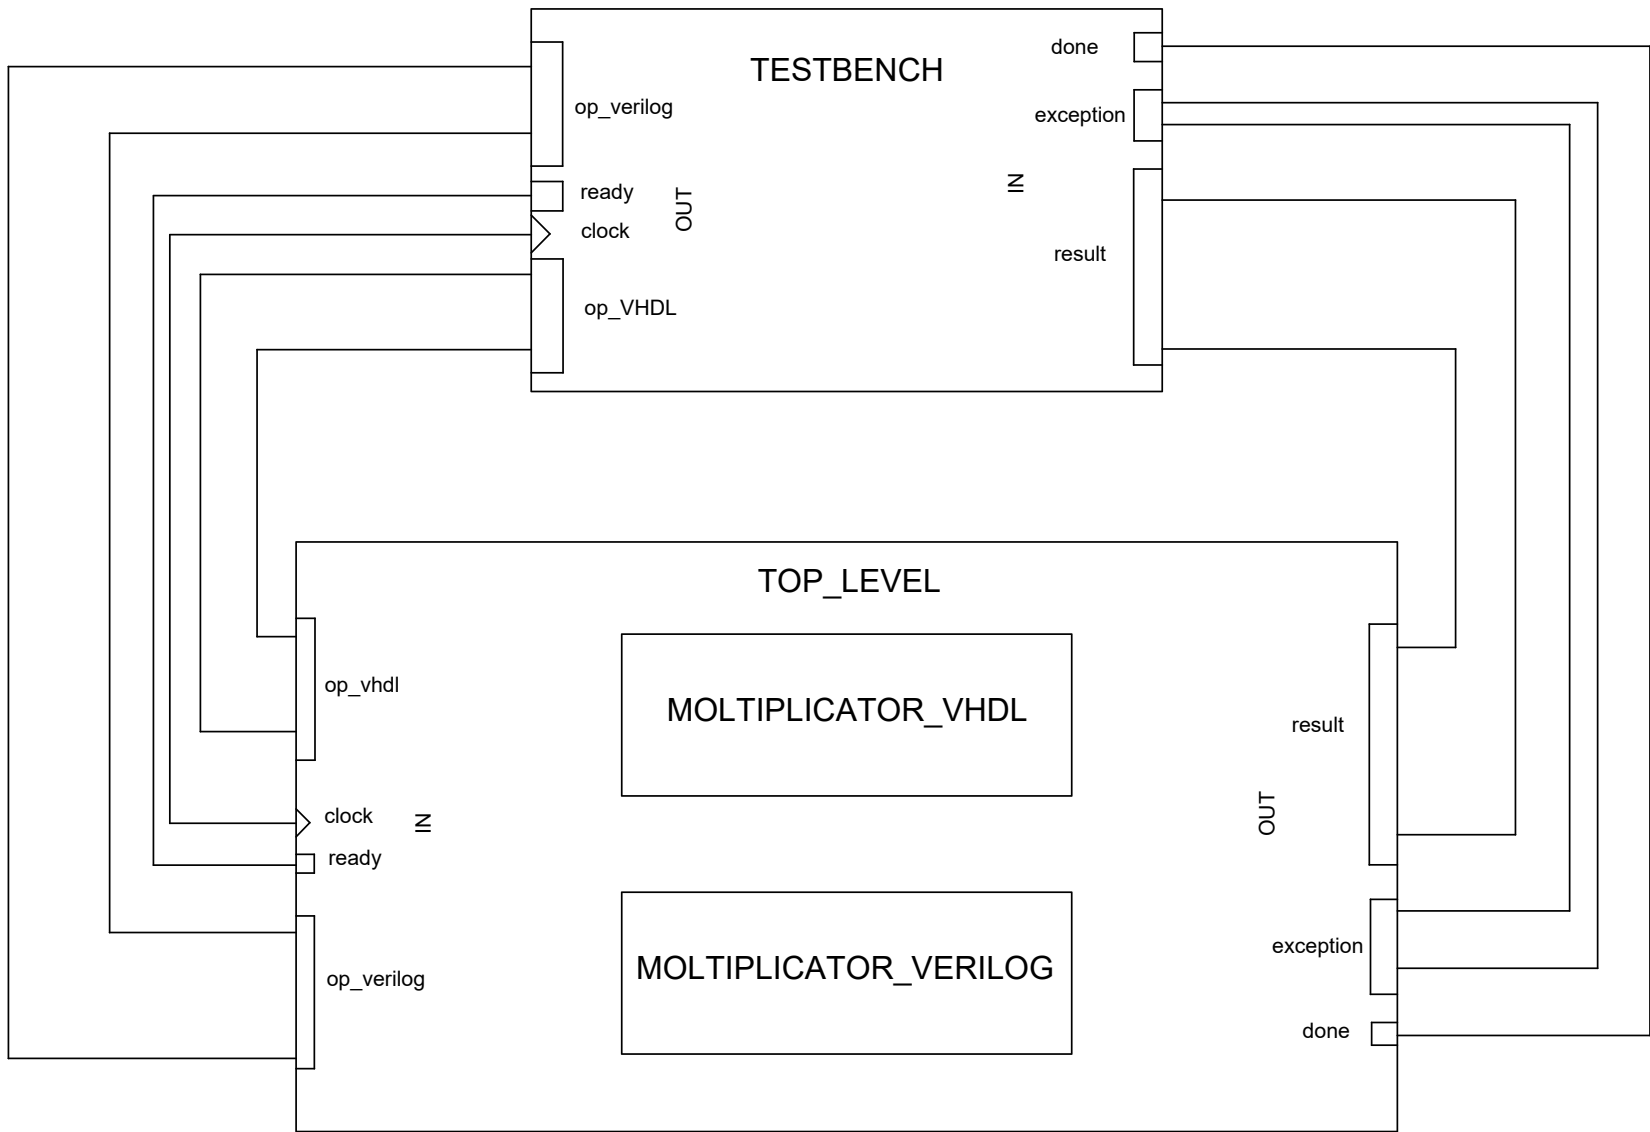 TESTBENCH
op_verilog
ready
clock
op_VHDL
OUT
IN
done
exception
result
TOP_LEVEL
op_vhdl
clock
ready
op_verilog
IN
MOLTIPLICATOR_VHDL
MOLTIPLICATOR_VERILOG
OUT
result
exception
done